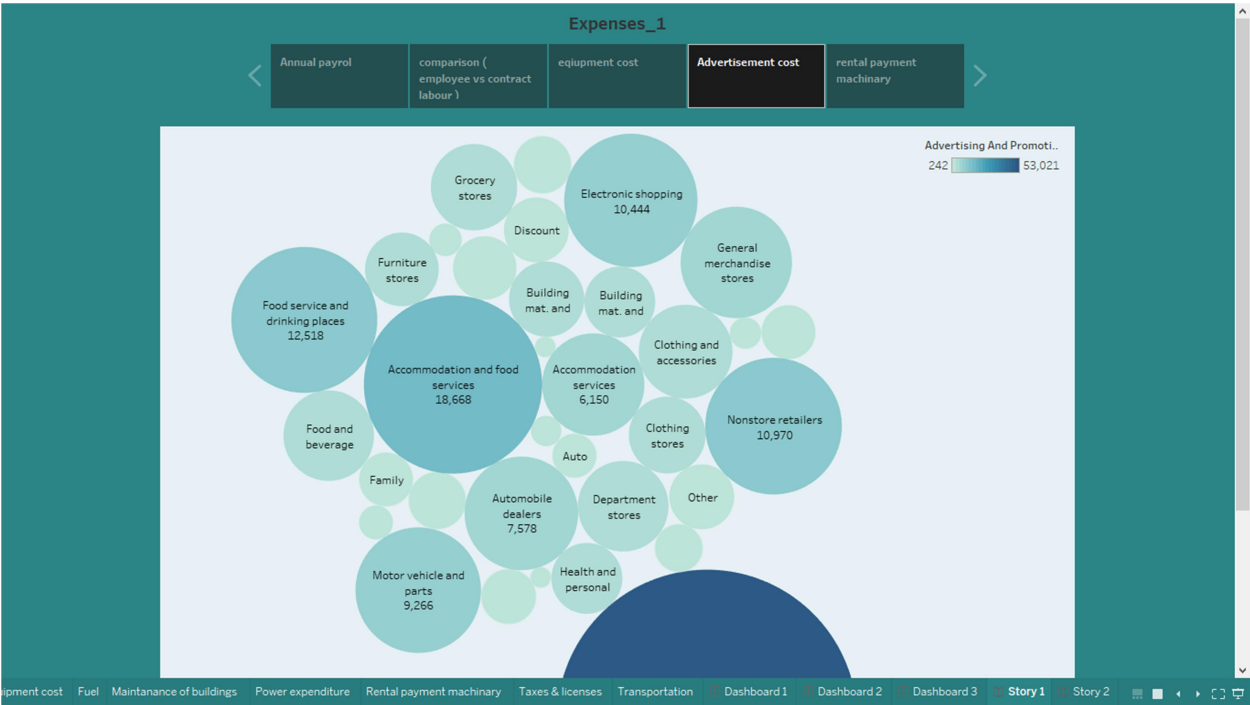 Expenses_1
Annual payrol
comparison (
employee vs contract
labour )
eqiupment cost
Advertisement cost
rental payment
machinary
Advertising And Promoti..
242
53,021
Grocery
stores
Electronic shopping
10,444
Discount
General
merchandise
stores
Furniture
stores
Building
mat. and
Building
mat. and
Food service and
drinking places
12,518
Clothing and
accessories
Accommodation and food
services
18,668
Accommodation
services
6,150
Nonstore retailers
10,970
Food and
beverage
Clothing
stores
Auto
Family
Automobile
dealers
7,578
Department
stores
Other
Motor vehicle and
parts
9,266
Health and
personal
ipment cost
Fuel
Maintanance of buildings
Power expenditure
Rental payment machinary
Taxes & licenses
Transportation
Dashboard 1
Dashboard 2
Dashboard 3
Story 1
Story 2